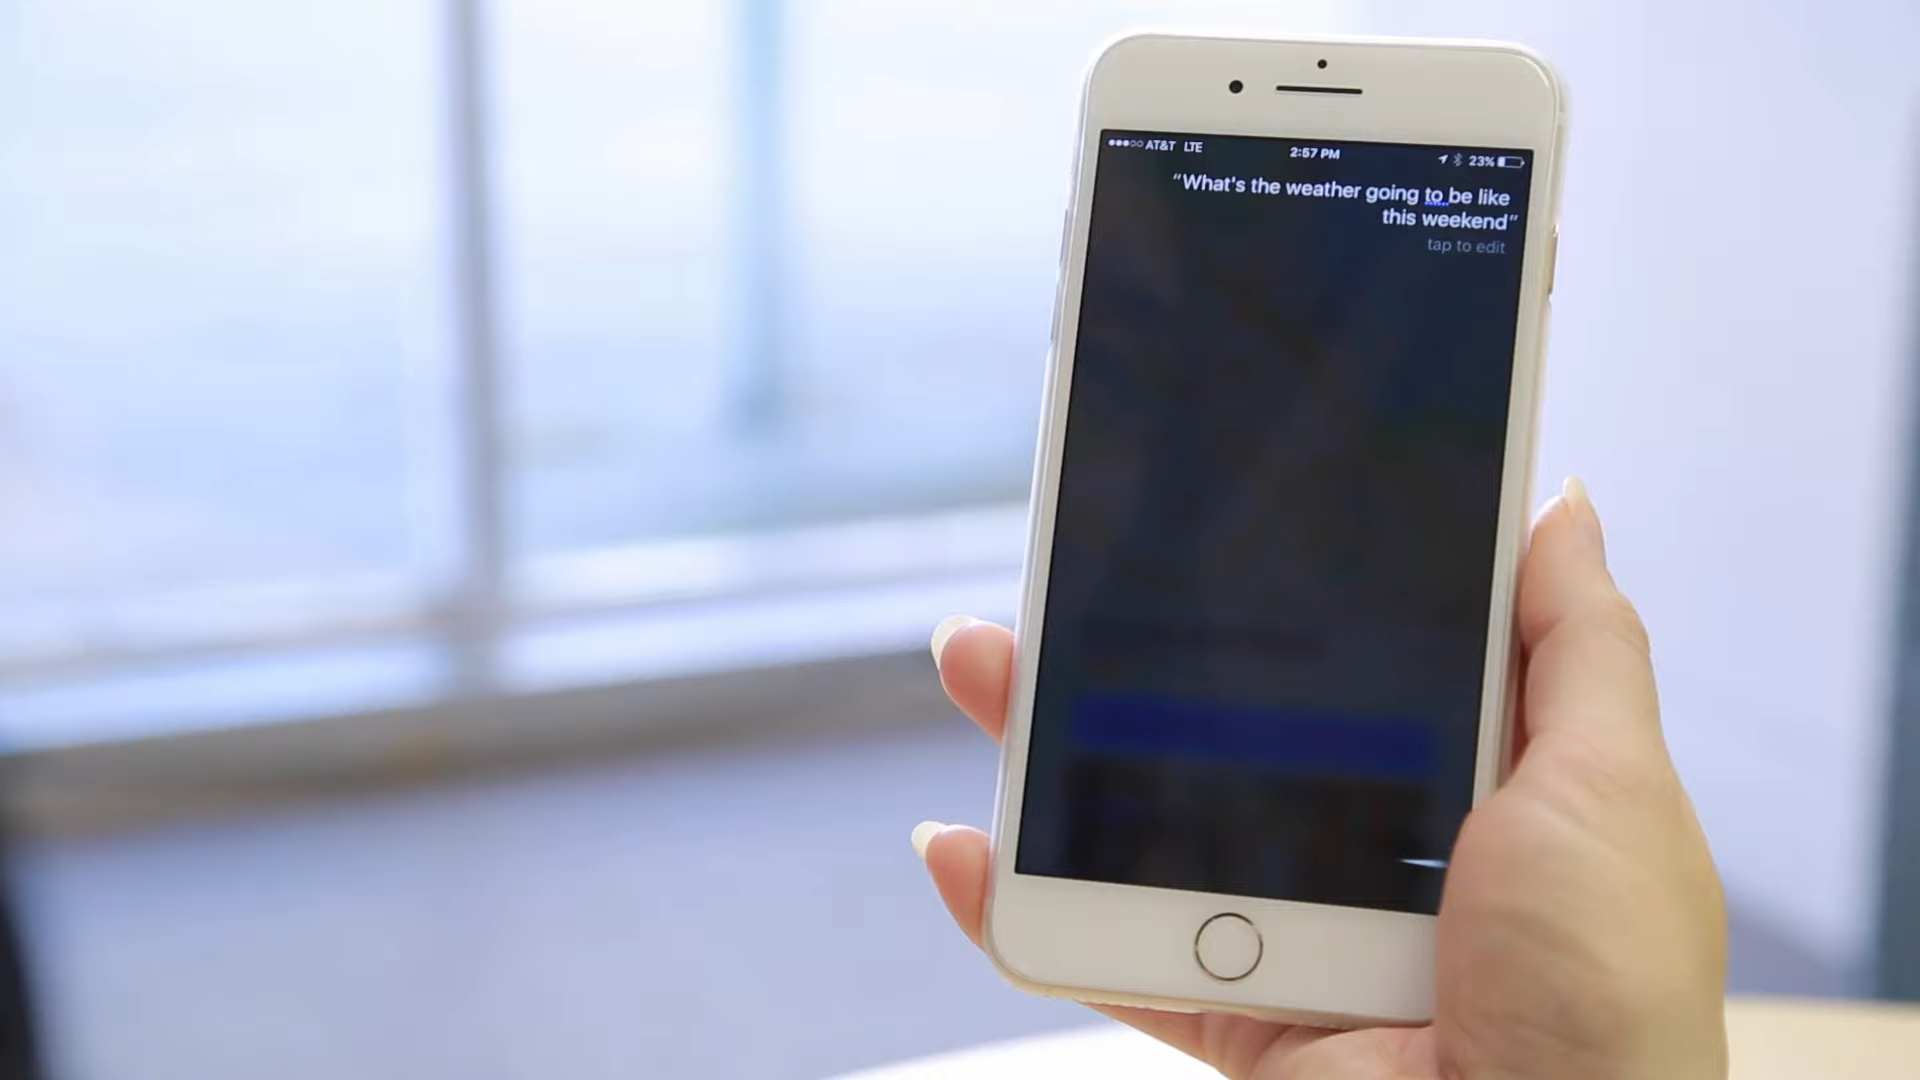 AT&T LTE 2:57 PM 23%
“What's the weather going to be like
this weekend”
tap to edit